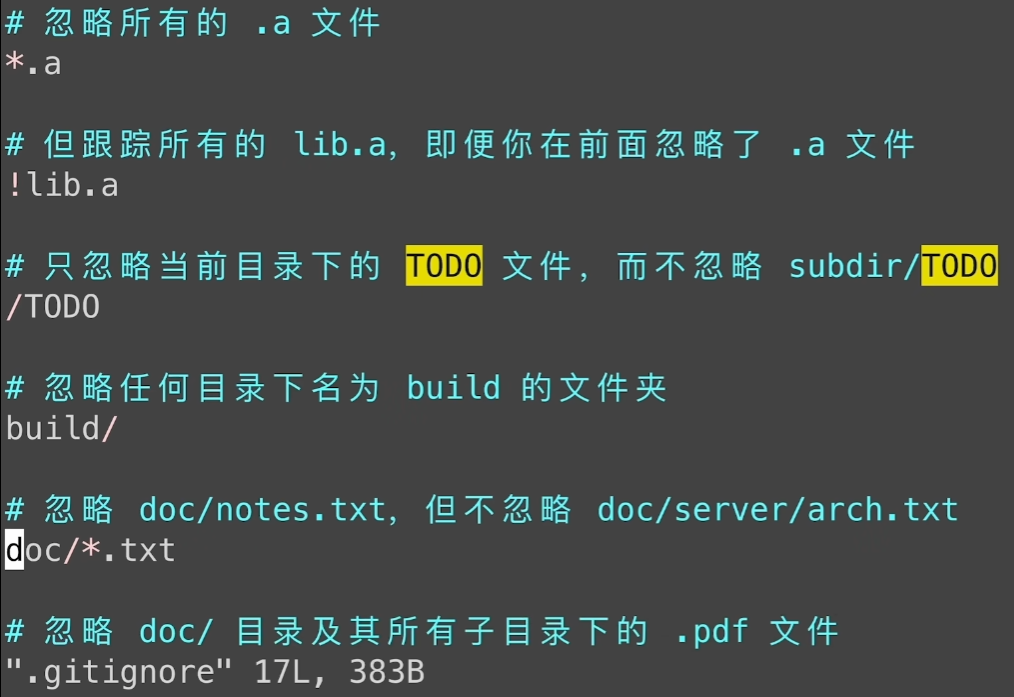 # 忽略所有的 .a 文件
*.a
# 但跟踪所有的 lib.a，即便你在前面忽略了 .a 文件
!lib.a
# 只忽略当前目录下的 TODO 文件，而不忽略 subdir/TODO
/TODO
# 忽略任何目录下名为 build 的文件夹
build/
# 忽略 doc/notes.txt，但不忽略 doc/server/arch.txt
doc/*.txt
# 忽略 doc/ 目录及其所有子目录下的 .pdf 文件
".gitignore" 17L, 383B